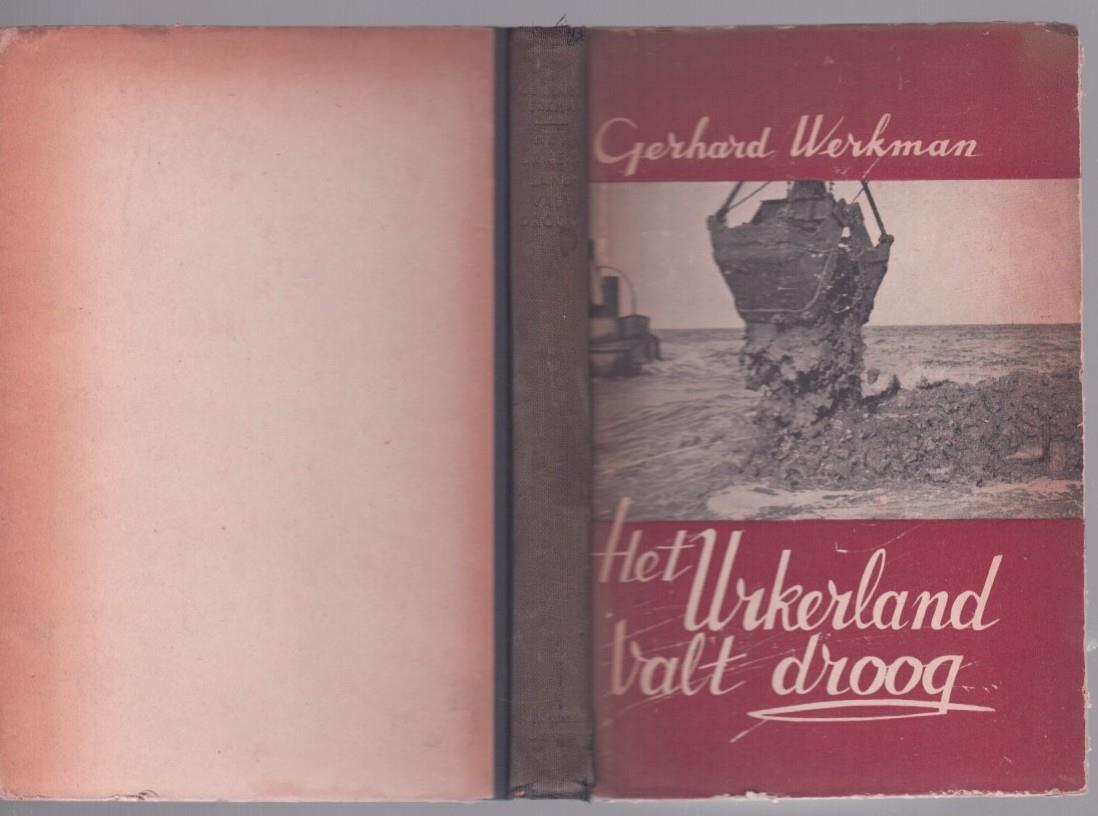 Gerhard Werkman
Het Urkerland
valt droog